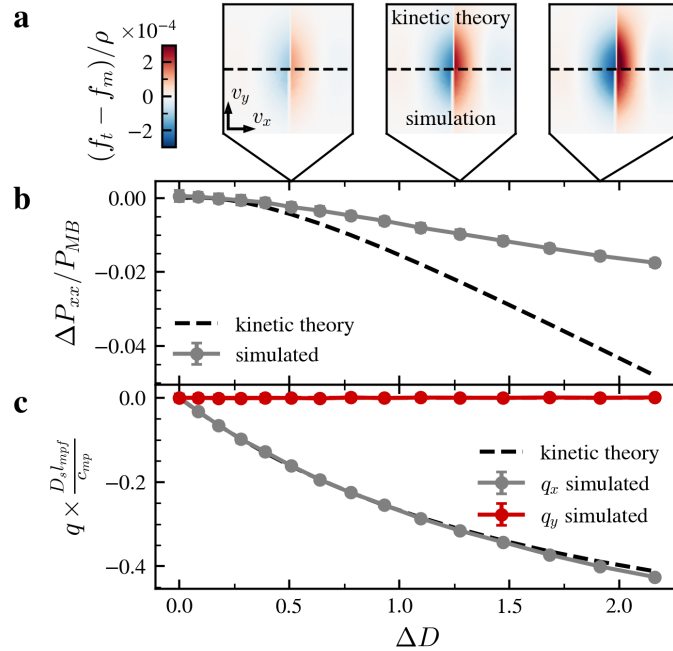 a
×10⁻⁴
(f_t − f_m)/ρ
2
0
−2
kinetic theory
v_y
v_x
simulation
b
ΔP_xx/P_MB
0.00
−0.02
−0.04
kinetic theory
simulated
c
q × D_s l_mpf / c_mp
0.0
−0.2
−0.4
kinetic theory
q_x simulated
q_y simulated
0.0 0.5 1.0 1.5 2.0
ΔD